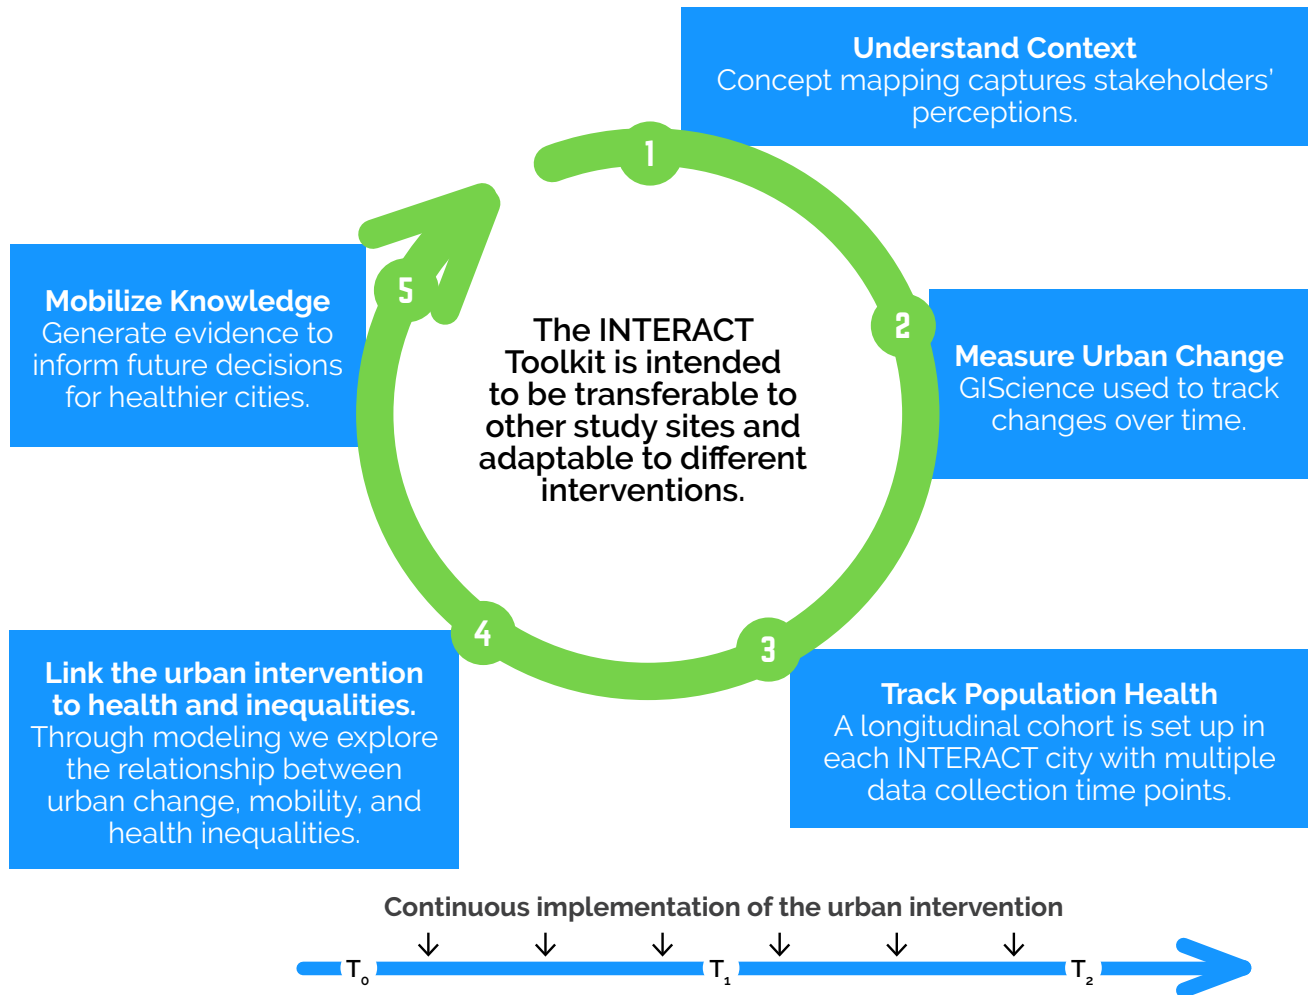 Understand Context
Concept mapping captures stakeholders’
perceptions.
1
2
Measure Urban Change
GIScience used to track
changes over time.
3
Track Population Health
A longitudinal cohort is set up in
each INTERACT city with multiple
data collection time points.
4
Link the urban intervention
to health and inequalities.
Through modeling we explore
the relationship between
urban change, mobility, and
health inequalities.
5
Mobilize Knowledge
Generate evidence to
inform future decisions
for healthier cities.
The INTERACT
Toolkit is intended
to be transferable to
other study sites and
adaptable to different
interventions.
Continuous implementation of the urban intervention
T₀ T₁ T₂